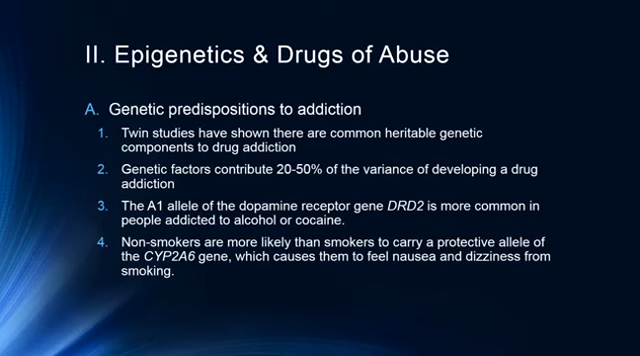 II. Epigenetics & Drugs of Abuse
A. Genetic predispositions to addiction
1. Twin studies have shown there are common heritable genetic
components to drug addiction
2. Genetic factors contribute 20-50% of the variance of developing a drug
addiction
3. The A1 allele of the dopamine receptor gene DRD2 is more common in
people addicted to alcohol or cocaine.
4. Non-smokers are more likely than smokers to carry a protective allele of
the CYP2A6 gene, which causes them to feel nausea and dizziness from
smoking.